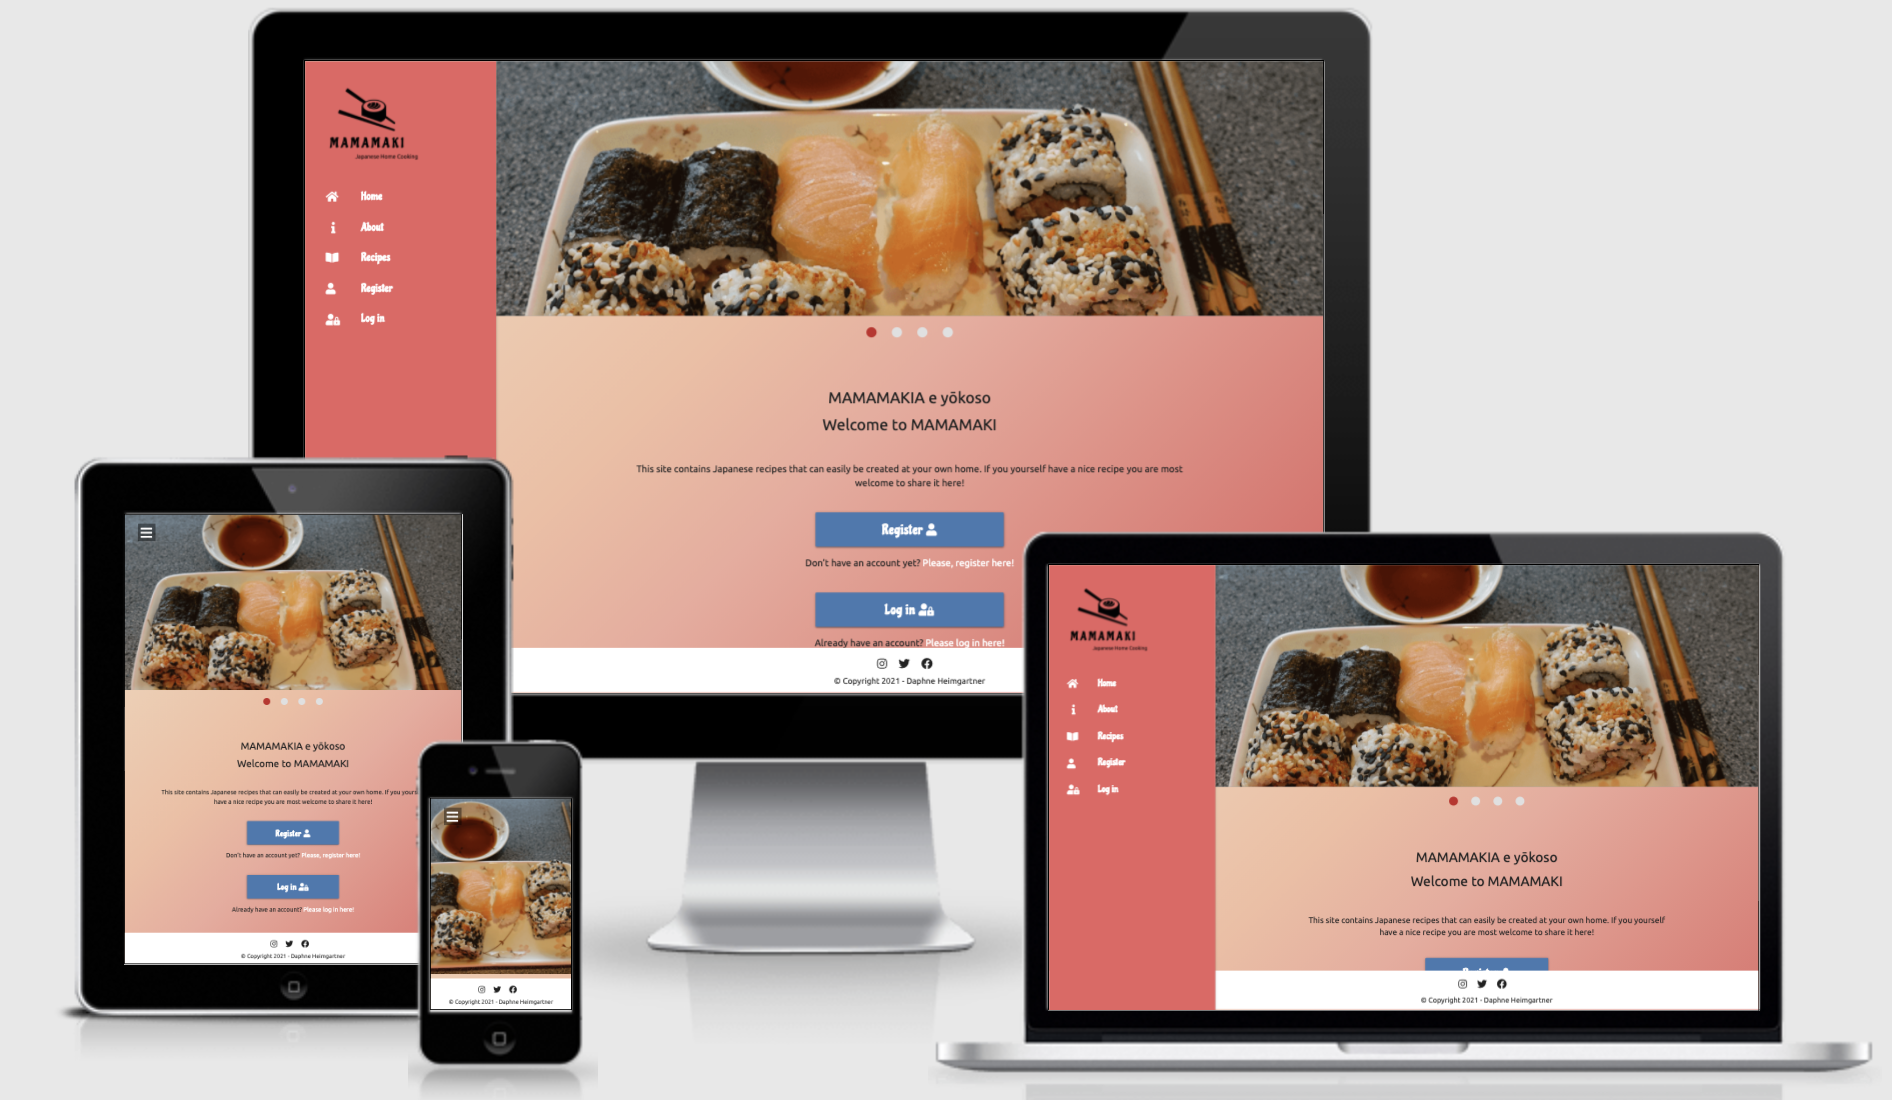 MAMAMAKI
Japanese Home Cooking
Home
About
Recipes
Register
Log in
MAMAMAKIA e yōkoso
Welcome to MAMAMAKI
This site contains Japanese recipes that can easily be created at your own home. If you yourself have a nice recipe you are most
welcome to share it here!
Register
Don't have an account yet? Please, register here!
Log in
Already have an account? Please log in here!
© Copyright 2021 - Daphne Heimgartner
MAMAMAKIA e yōkoso
Welcome to MAMAMAKI
This site contains Japanese recipes that can easily be created at your own home. If you
have a nice recipe you are most welcome to share it here!
Register
Don't have an account yet? Please, register here!
Log in
Already have an account? Please log in here!
© Copyright 2021 - Daphne Heimgartner
© Copyright 2021 - Daphne Heimgartner
MAMAMAKI
Japanese Home Cooking
Home
About
Recipes
Register
Log in
MAMAMAKIA e yōkoso
Welcome to MAMAMAKI
This site contains Japanese recipes that can easily be created at your own home. If you yourself
have a nice recipe you are most welcome to share it here!
© Copyright 2021 - Daphne Heimgartner